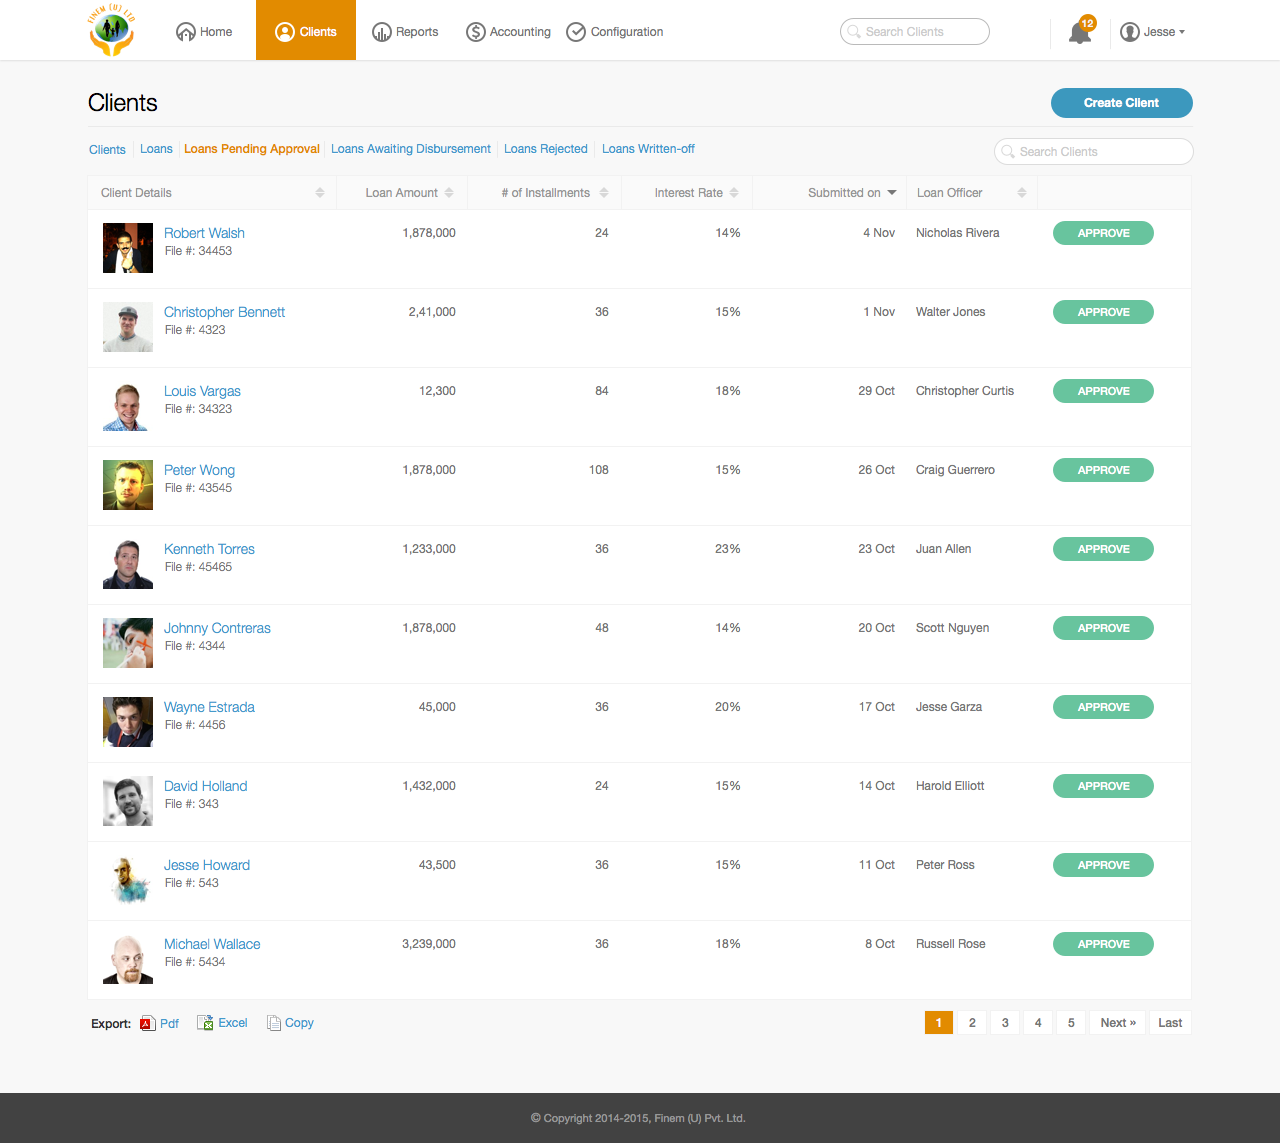 FINEM (U) LTD
Home Clients Reports Accounting Configuration Search Clients 12 Jesse
Clients Create Client
Clients Loans Loans Pending Approval Loans Awaiting Disbursement Loans Rejected Loans Written-off Search Clients
Client Details Loan Amount # of Installments Interest Rate Submitted on Loan Officer
Robert Walsh 1,878,000 24 14% 4 Nov Nicholas Rivera APPROVE
File #: 34453
Christopher Bennett 2,41,000 36 15% 1 Nov Walter Jones APPROVE
File #: 4323
Louis Vargas 12,300 84 18% 29 Oct Christopher Curtis APPROVE
File #: 34323
Peter Wong 1,878,000 108 15% 26 Oct Craig Guerrero APPROVE
File #: 43545
Kenneth Torres 1,233,000 36 23% 23 Oct Juan Allen APPROVE
File #: 45465
Johnny Contreras 1,878,000 48 14% 20 Oct Scott Nguyen APPROVE
File #: 4344
Wayne Estrada 45,000 36 20% 17 Oct Jesse Garza APPROVE
File #: 4456
David Holland 1,432,000 24 15% 14 Oct Harold Elliott APPROVE
File #: 343
Jesse Howard 43,500 36 15% 11 Oct Peter Ross APPROVE
File #: 543
Michael Wallace 3,239,000 36 18% 8 Oct Russell Rose APPROVE
File #: 5434
Export: Pdf Excel Copy 1 2 3 4 5 Next » Last
© Copyright 2014-2015, Finem (U) Pvt. Ltd.